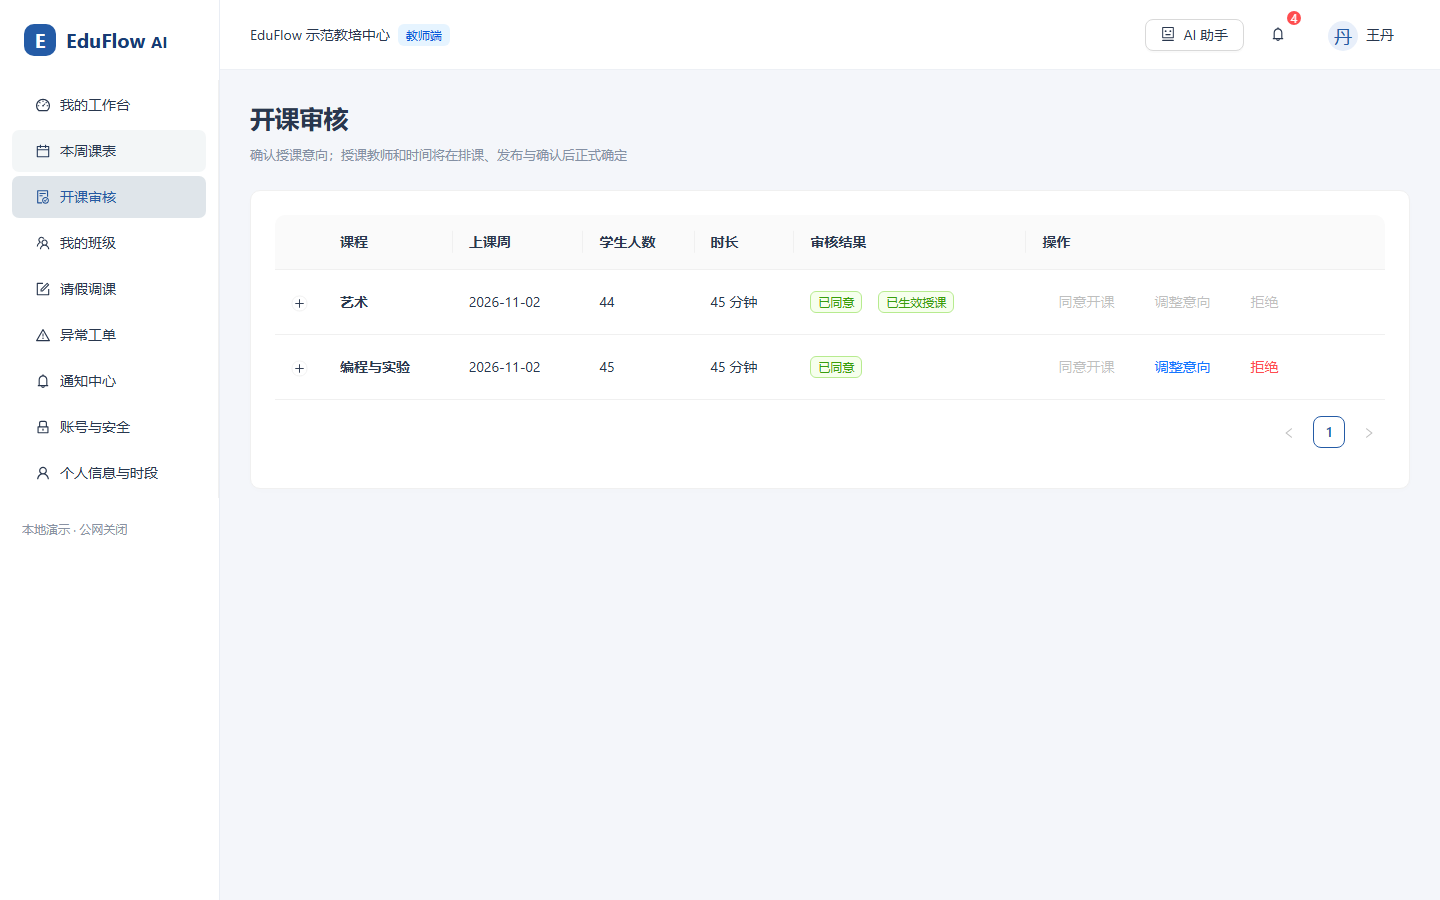 E EduFlow AI
EduFlow 示范教培中心 教师端
AI 助手
4
丹 王丹
我的工作台
本周课表
开课审核
我的班级
请假调课
异常工单
通知中心
账号与安全
个人信息与时段
本地演示 · 公网关闭
开课审核
确认授课意向；授课教师和时间将在排课、发布与确认后正式确定
课程 上课周 学生人数 时长 审核结果 操作
艺术 2026-11-02 44 45 分钟 已同意 已生效授课 同意开课 调整意向 拒绝
编程与实验 2026-11-02 45 45 分钟 已同意 同意开课 调整意向 拒绝
1